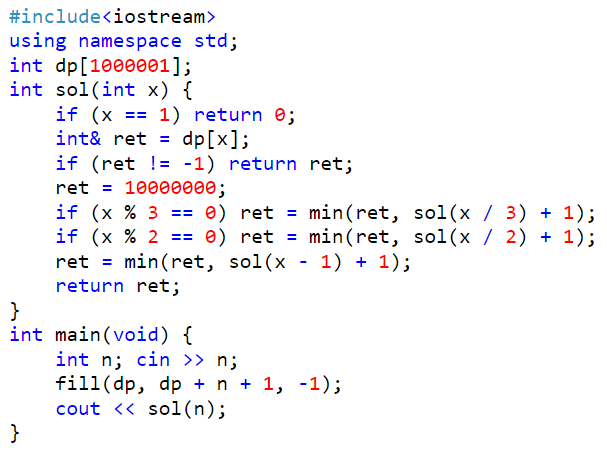 #include<iostream>
using namespace std;
int dp[1000001];
int sol(int x) {
    if (x == 1) return 0;
    int& ret = dp[x];
    if (ret != -1) return ret;
    ret = 10000000;
    if (x % 3 == 0) ret = min(ret, sol(x / 3) + 1);
    if (x % 2 == 0) ret = min(ret, sol(x / 2) + 1);
    ret = min(ret, sol(x - 1) + 1);
    return ret;
}
int main(void) {
    int n; cin >> n;
    fill(dp, dp + n + 1, -1);
    cout << sol(n);
}